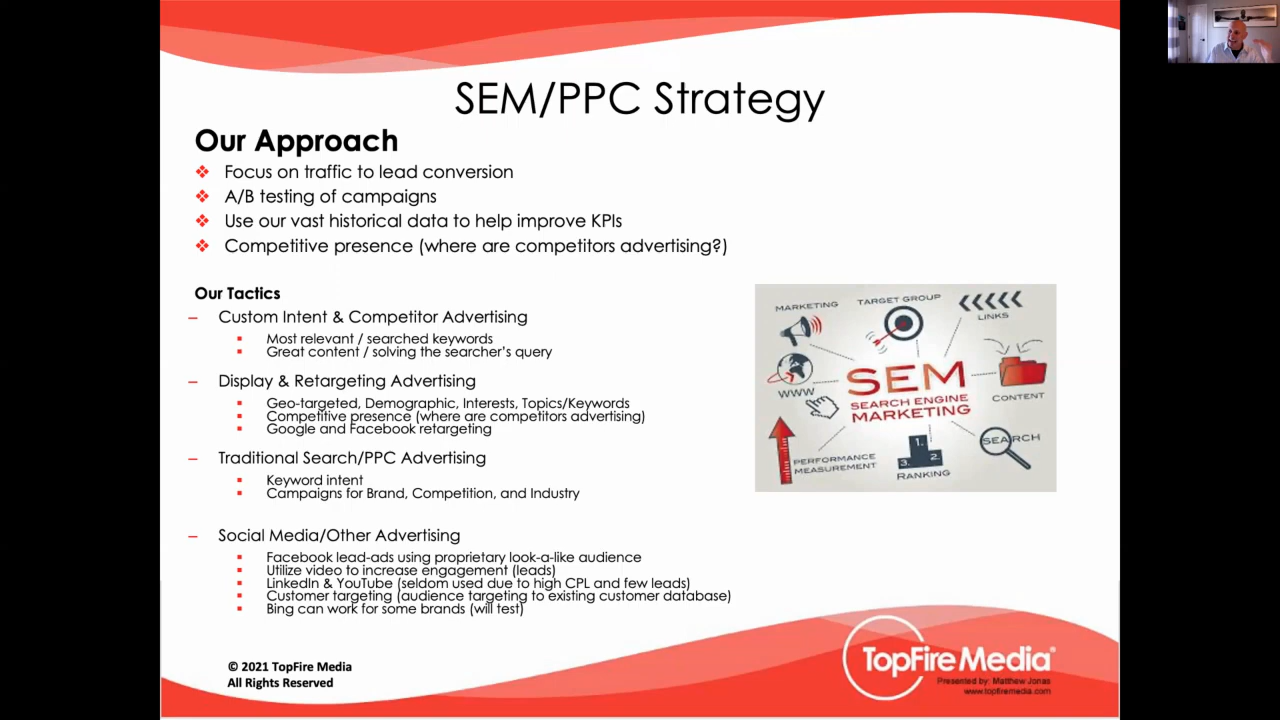 SEM/PPC Strategy
Our Approach
❖ Focus on traffic to lead conversion
❖ A/B testing of campaigns
❖ Use our vast historical data to help improve KPIs
❖ Competitive presence (where are competitors advertising?)
Our Tactics
– Custom Intent & Competitor Advertising
▪ Most relevant / searched keywords
▪ Great content / solving the searcher's query
– Display & Retargeting Advertising
▪ Geo-targeted, Demographic, Interests, Topics/Keywords
▪ Competitive presence (where are competitors advertising)
▪ Google and Facebook retargeting
– Traditional Search/PPC Advertising
▪ Keyword intent
▪ Campaigns for Brand, Competition, and Industry
– Social Media/Other Advertising
▪ Facebook lead-ads using proprietary look-a-like audience
▪ Utilize video to increase engagement (leads)
▪ LinkedIn & YouTube (seldom used due to high CPL and few leads)
▪ Customer targeting (audience targeting to existing customer database)
▪ Bing can work for some brands (will test)
MARKETING
TARGET GROUP
LINKS
WWW
SEM
SEARCH ENGINE
MARKETING
CONTENT
SEARCH
PERFORMANCE
MEASUREMENT
1.
2.
3.
RANKING
© 2021 TopFire Media
All Rights Reserved
TopFire Media®
Presented by: Matthew Jonas
www.topfiremedia.com